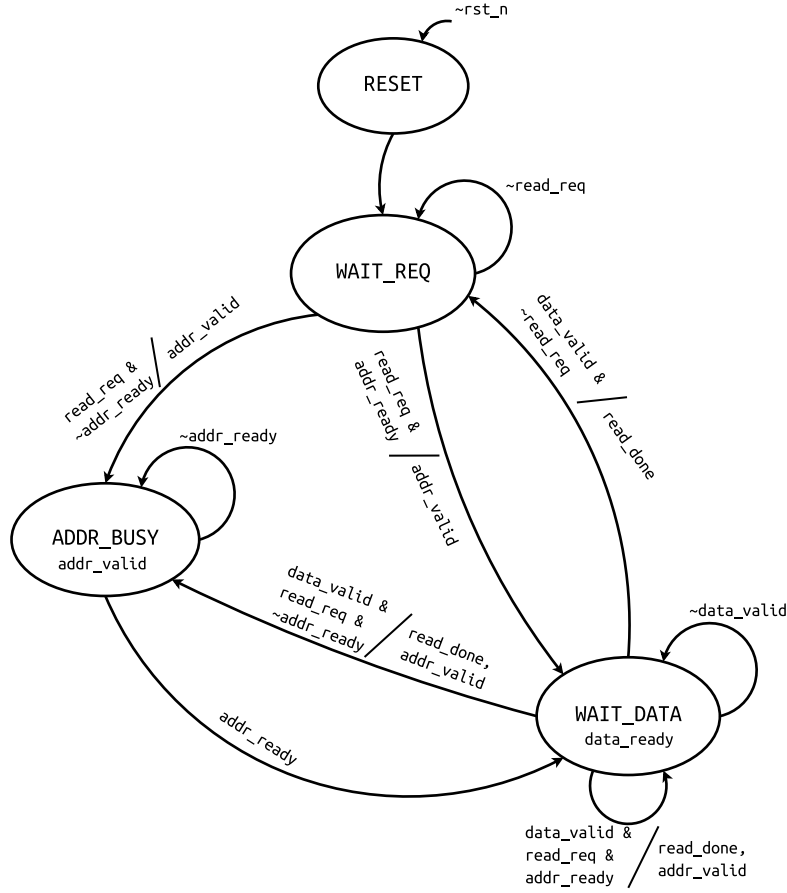 ~rst_n
RESET
~read_req
WAIT_REQ
read_req &
~addr_ready
addr_valid
read_req &
addr_ready
addr_valid
data_valid &
~read_req
read_done
~addr_ready
ADDR_BUSY
addr_valid
data_valid &
read_req &
~addr_ready
read_done,
addr_valid
~data_valid
WAIT_DATA
data_ready
addr_ready
data_valid &
read_req &
addr_ready
read_done,
addr_valid